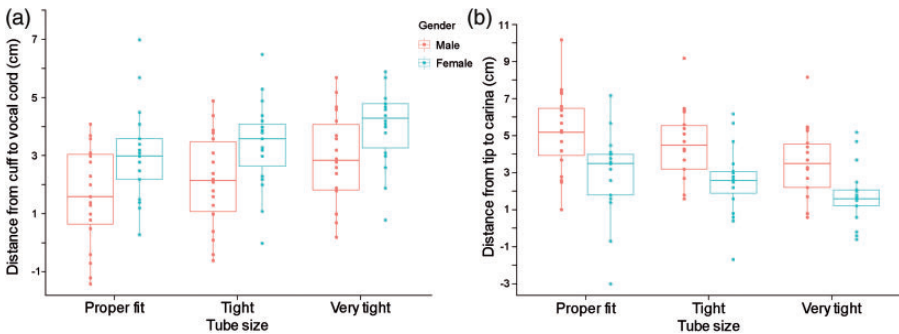 (a)
Distance from cuff to vocal cord (cm)
7
5
3
1
-1
Proper fit
Tight
Very tight
Tube size
Gender
Male
Female
(b)
Distance from tip to carina (cm)
11
9
7
5
3
1
-1
-3
Proper fit
Tight
Very tight
Tube size